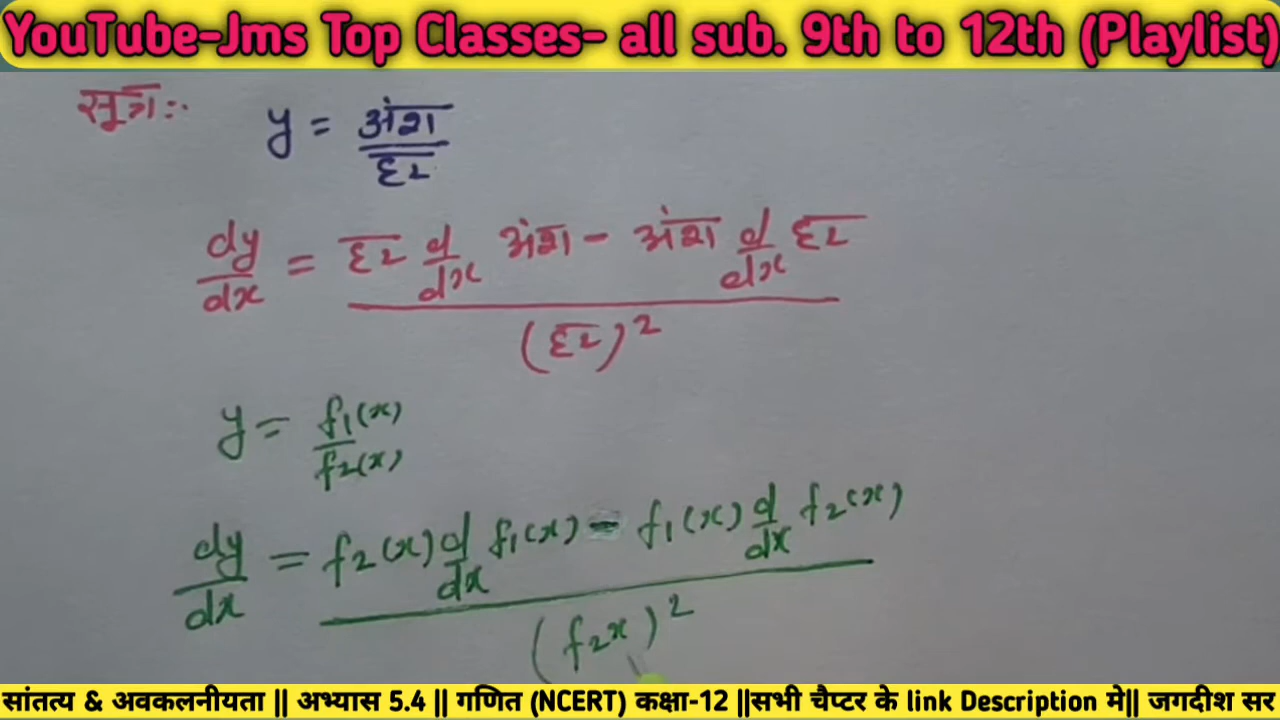 YouTube-Jms Top Classes- all sub. 9th to 12th (Playlist)
सूत्र:-
y = अंश / हर
dy/dx = हर d/dx अंश - अंश d/dx हर / (हर)²
y = f₁(x) / f₂(x)
dy/dx = f₂(x) d/dx f₁(x) - f₁(x) d/dx f₂(x) / (f₂x)²
सांतत्य & अवकलनीयता || अभ्यास 5.4 || गणित (NCERT) कक्षा-12 ||सभी चैप्टर के link Description मे|| जगदीश सर